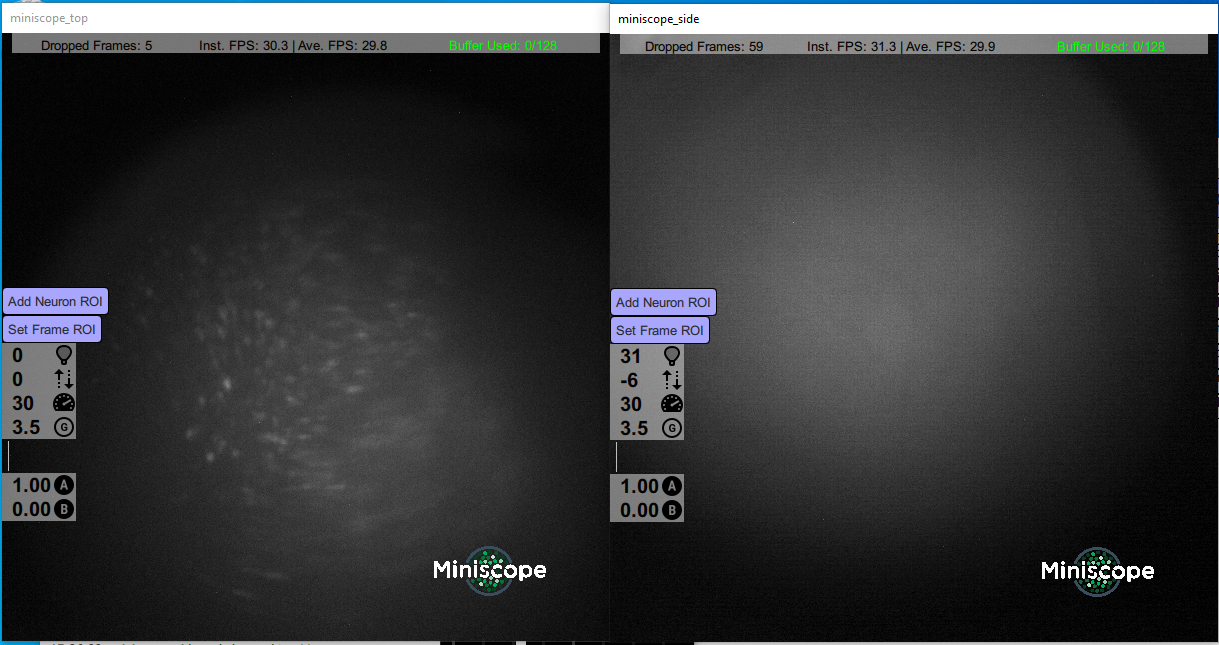 miniscope_top
Dropped Frames: 5 Inst. FPS: 30.3 | Ave. FPS: 29.8 Buffer Used: 0/128
Add Neuron ROI
Set Frame ROI
0
0
30
3.5 G
1.00 A
0.00 B
Miniscope
miniscope_side
Dropped Frames: 59 Inst. FPS: 31.3 | Ave. FPS: 29.9 Buffer Used: 0/128
Add Neuron ROI
Set Frame ROI
31
-6
30
3.5 G
1.00 A
0.00 B
Miniscope